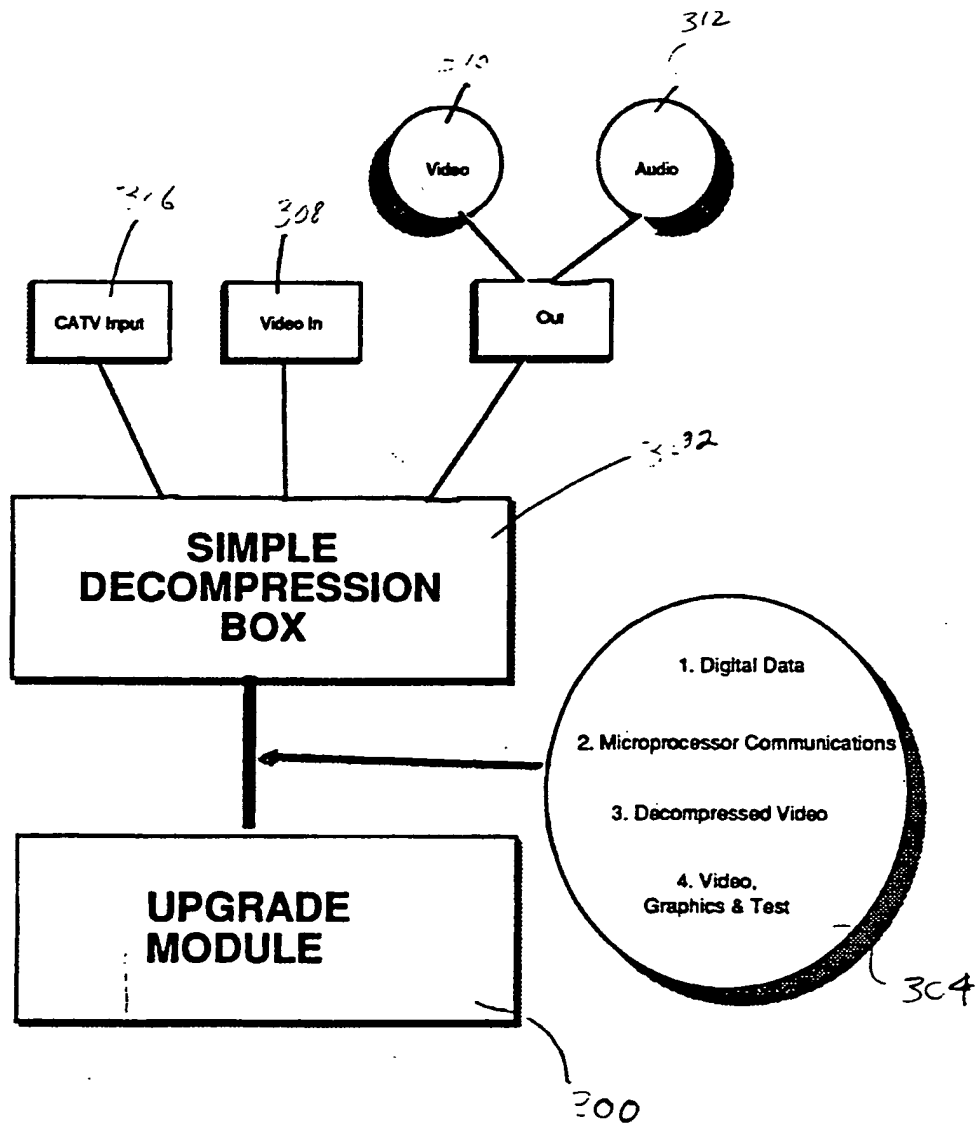 312
Video
Audio
308
CATV Input
Video In
Out
SIMPLE
DECOMPRESSION
BOX
1. Digital Data
2. Microprocessor Communications
3. Decompressed Video
4. Video,
Graphics & Test
UPGRADE
MODULE
304
300